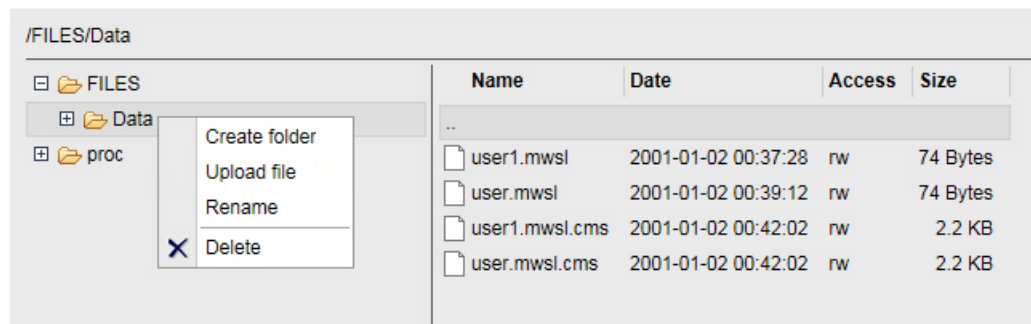 /FILES/Data
FILES
Data
proc
Create folder
Upload file
Rename
Delete
Name Date Access Size
..
user1.mwsl 2001-01-02 00:37:28 rw 74 Bytes
user.mwsl 2001-01-02 00:39:12 rw 74 Bytes
user1.mwsl.cms 2001-01-02 00:42:02 rw 2.2 KB
user.mwsl.cms 2001-01-02 00:42:02 rw 2.2 KB